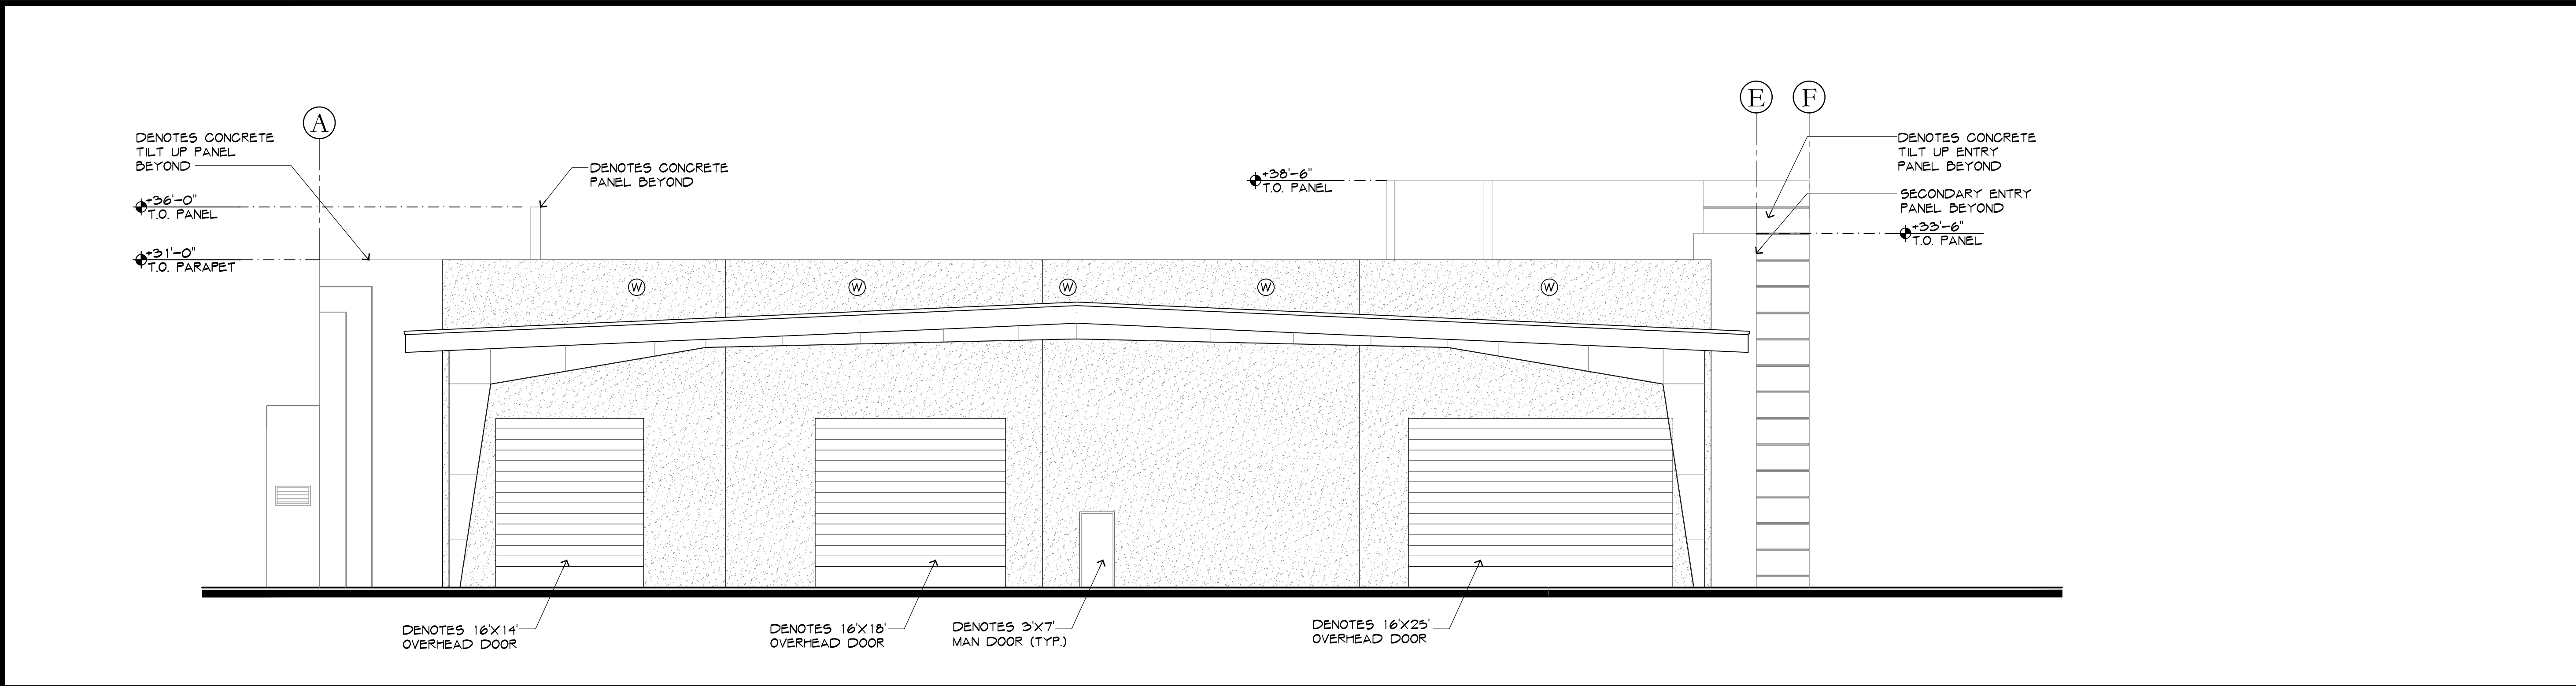 A
E
F
DENOTES CONCRETE
TILT UP PANEL
BEYOND
DENOTES CONCRETE
PANEL BEYOND
+38'-6"
T.O. PANEL
DENOTES CONCRETE
TILT UP ENTRY
PANEL BEYOND
SECONDARY ENTRY
PANEL BEYOND
+36'-0"
T.O. PANEL
+33'-6"
T.O. PANEL
+31'-0"
T.O. PARAPET
W
W
W
W
W
DENOTES 16'X14'
OVERHEAD DOOR
DENOTES 16'X18'
OVERHEAD DOOR
DENOTES 3'X7'
MAN DOOR (TYP.)
DENOTES 16'X25'
OVERHEAD DOOR